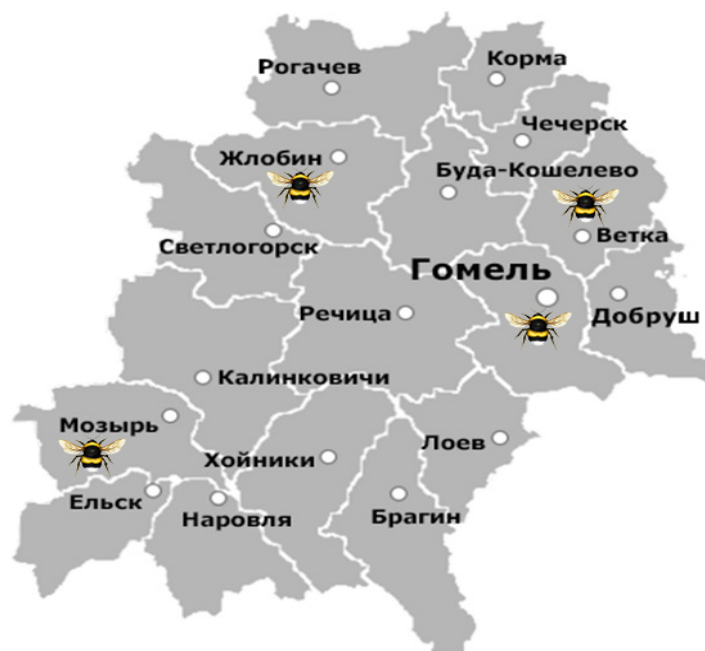 Рогачев
Корма
Чечерск
Жлобин
Буда-Кошелево
Ветка
Светлогорск
Гомель
Речица
Добруш
Калинковичи
Мозырь
Лоев
Хойники
Ельск
Наровля
Брагин